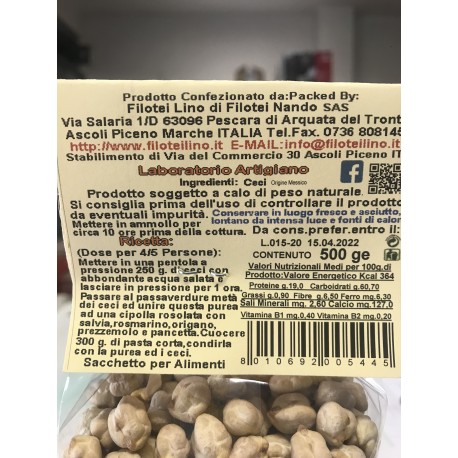 Prodotto Confezionato da:Packed By:
Filotei Lino di Filotei Nando SAS
Via Salaria 1/D 63096 Pescara di Arquata del Tront
Ascoli Piceno Marche ITALIA Tel.Fax. 0736 808145
http://www.filoteilino.it E-MAIL:info@filoteilino.it
Stabilimento di Via del Commercio 30 Ascoli Piceno IT
Laboratorio Artigiano
Ingredienti: Ceci Origine Messico
Prodotto soggetto a calo di peso naturale.
Si consiglia prima dell'uso di controllare il prodotto
da eventuali impurità. Conservare in luogo fresco e asciutto,
Mettere in ammollo per lontano da intensa luce e fonti di calor
circa 10 ore prima della cottura. Da cons.prefer.entro il:
Ricetta: L.015-20 15.04.2022
(Dose per 4/5 Persone): CONTENUTO 500 ge
Mettere in una pentola a Valori Nutrizionali Medi per 100g.di
pressione 250 g. di ceci con Prodotto:Valore Energetico Kcal 364
abbondante acqua salata e Proteine g.19,0 Carboidrati g.60,70
lasciare in pressione per 1 ora. Grassi g.0,90 Fibre g.6,50 Ferro mg.6,30
Passare al passaverdure metà Sali Minerali mg. 2,60 Calcio mg.127,0
dei ceci ed unire questa purea Vitamina B1 mg.0,40 Vitamina B2 mg.0,20
ad una cipolla rosolata con
salvia,rosmarino,origano,
prezzemolo e pancetta.Cuocere
300 g. di pasta corta,condirla
con la purea ed i ceci.
Sacchetto per Alimenti
8010692005445